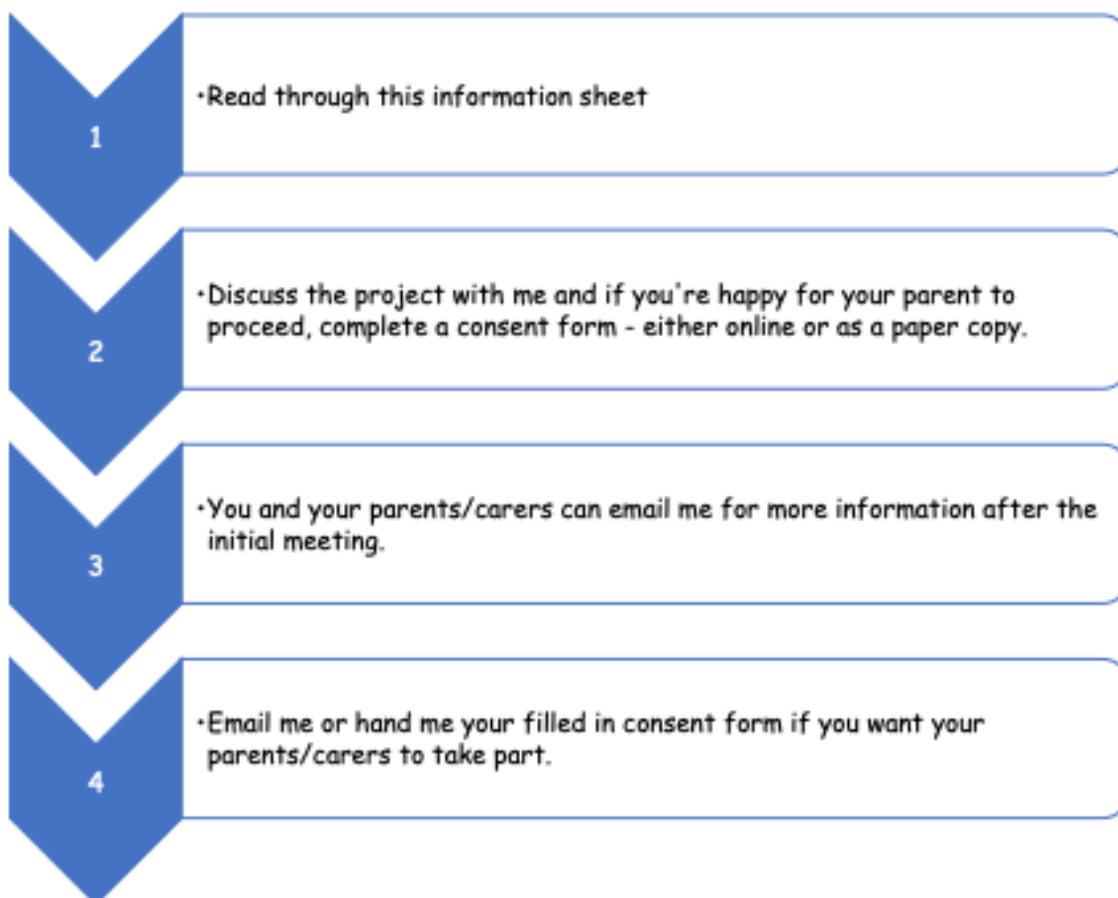 1
·Read through this information sheet
2
·Discuss the project with me and if you're happy for your parent to
proceed, complete a consent form - either online or as a paper copy.
3
·You and your parents/carers can email me for more information after the
initial meeting.
4
·Email me or hand me your filled in consent form if you want your
parents/carers to take part.